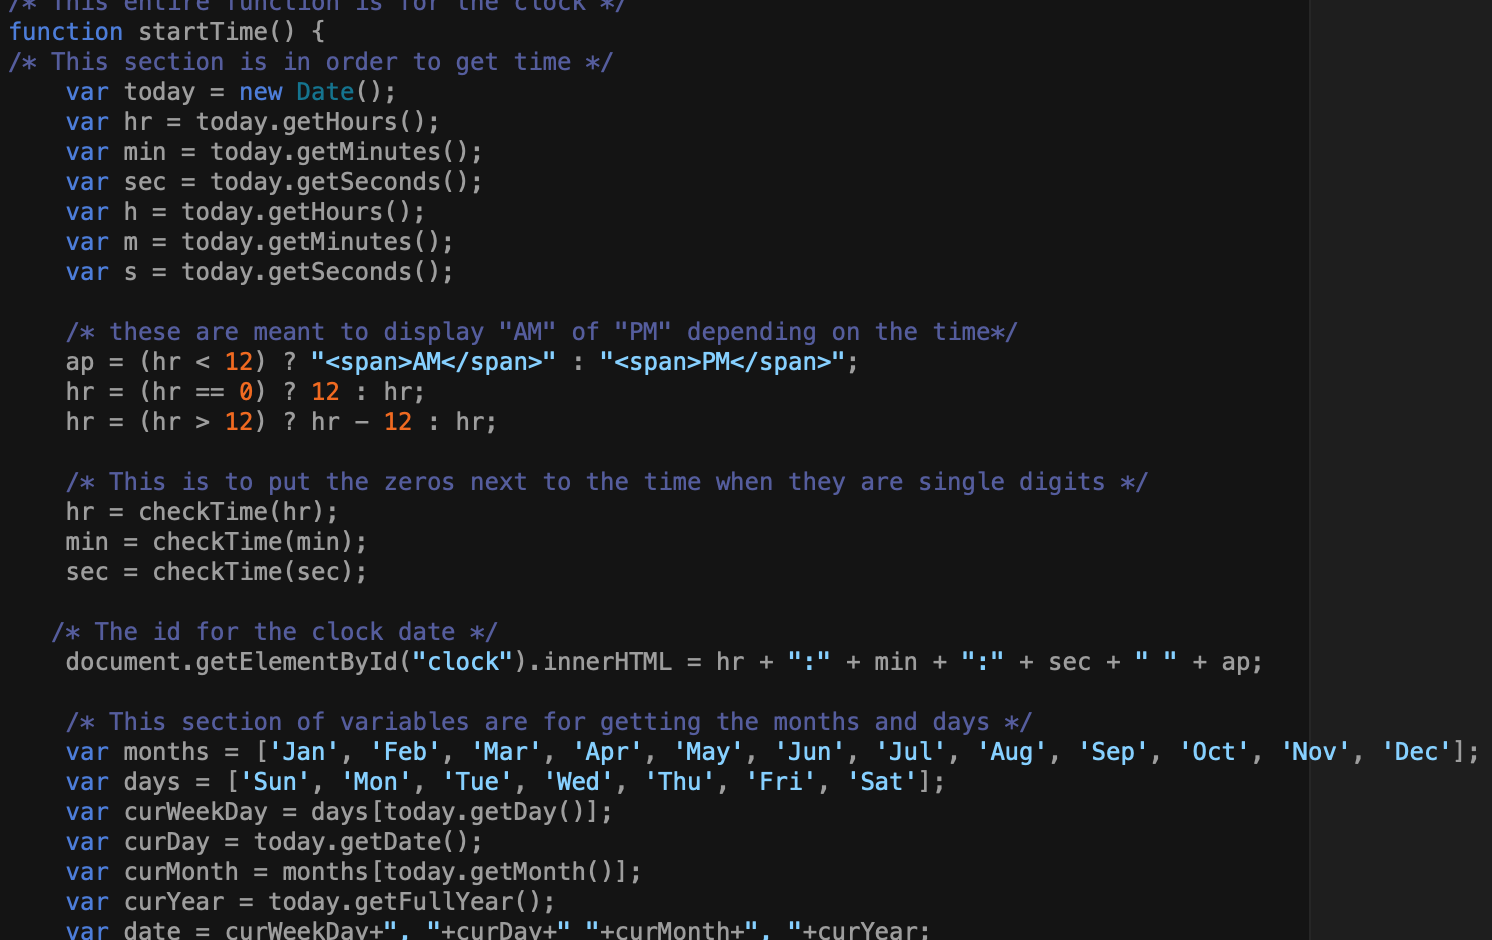 /* This entire function is for the clock */
function startTime() {
/* This section is in order to get time */
    var today = new Date();
    var hr = today.getHours();
    var min = today.getMinutes();
    var sec = today.getSeconds();
    var h = today.getHours();
    var m = today.getMinutes();
    var s = today.getSeconds();
    /* these are meant to display "AM" of "PM" depending on the time*/
    ap = (hr < 12) ? "<span>AM</span>" : "<span>PM</span>";
    hr = (hr == 0) ? 12 : hr;
    hr = (hr > 12) ? hr - 12 : hr;
    /* This is to put the zeros next to the time when they are single digits */
    hr = checkTime(hr);
    min = checkTime(min);
    sec = checkTime(sec);
   /* The id for the clock date */
    document.getElementById("clock").innerHTML = hr + ":" + min + ":" + sec + " " + ap;
    /* This section of variables are for getting the months and days */
    var months = ['Jan', 'Feb', 'Mar', 'Apr', 'May', 'Jun', 'Jul', 'Aug', 'Sep', 'Oct', 'Nov', 'Dec'];
    var days = ['Sun', 'Mon', 'Tue', 'Wed', 'Thu', 'Fri', 'Sat'];
    var curWeekDay = days[today.getDay()];
    var curDay = today.getDate();
    var curMonth = months[today.getMonth()];
    var curYear = today.getFullYear();
    var date = curWeekDay+", "+curDay+" "+curMonth+", "+curYear;